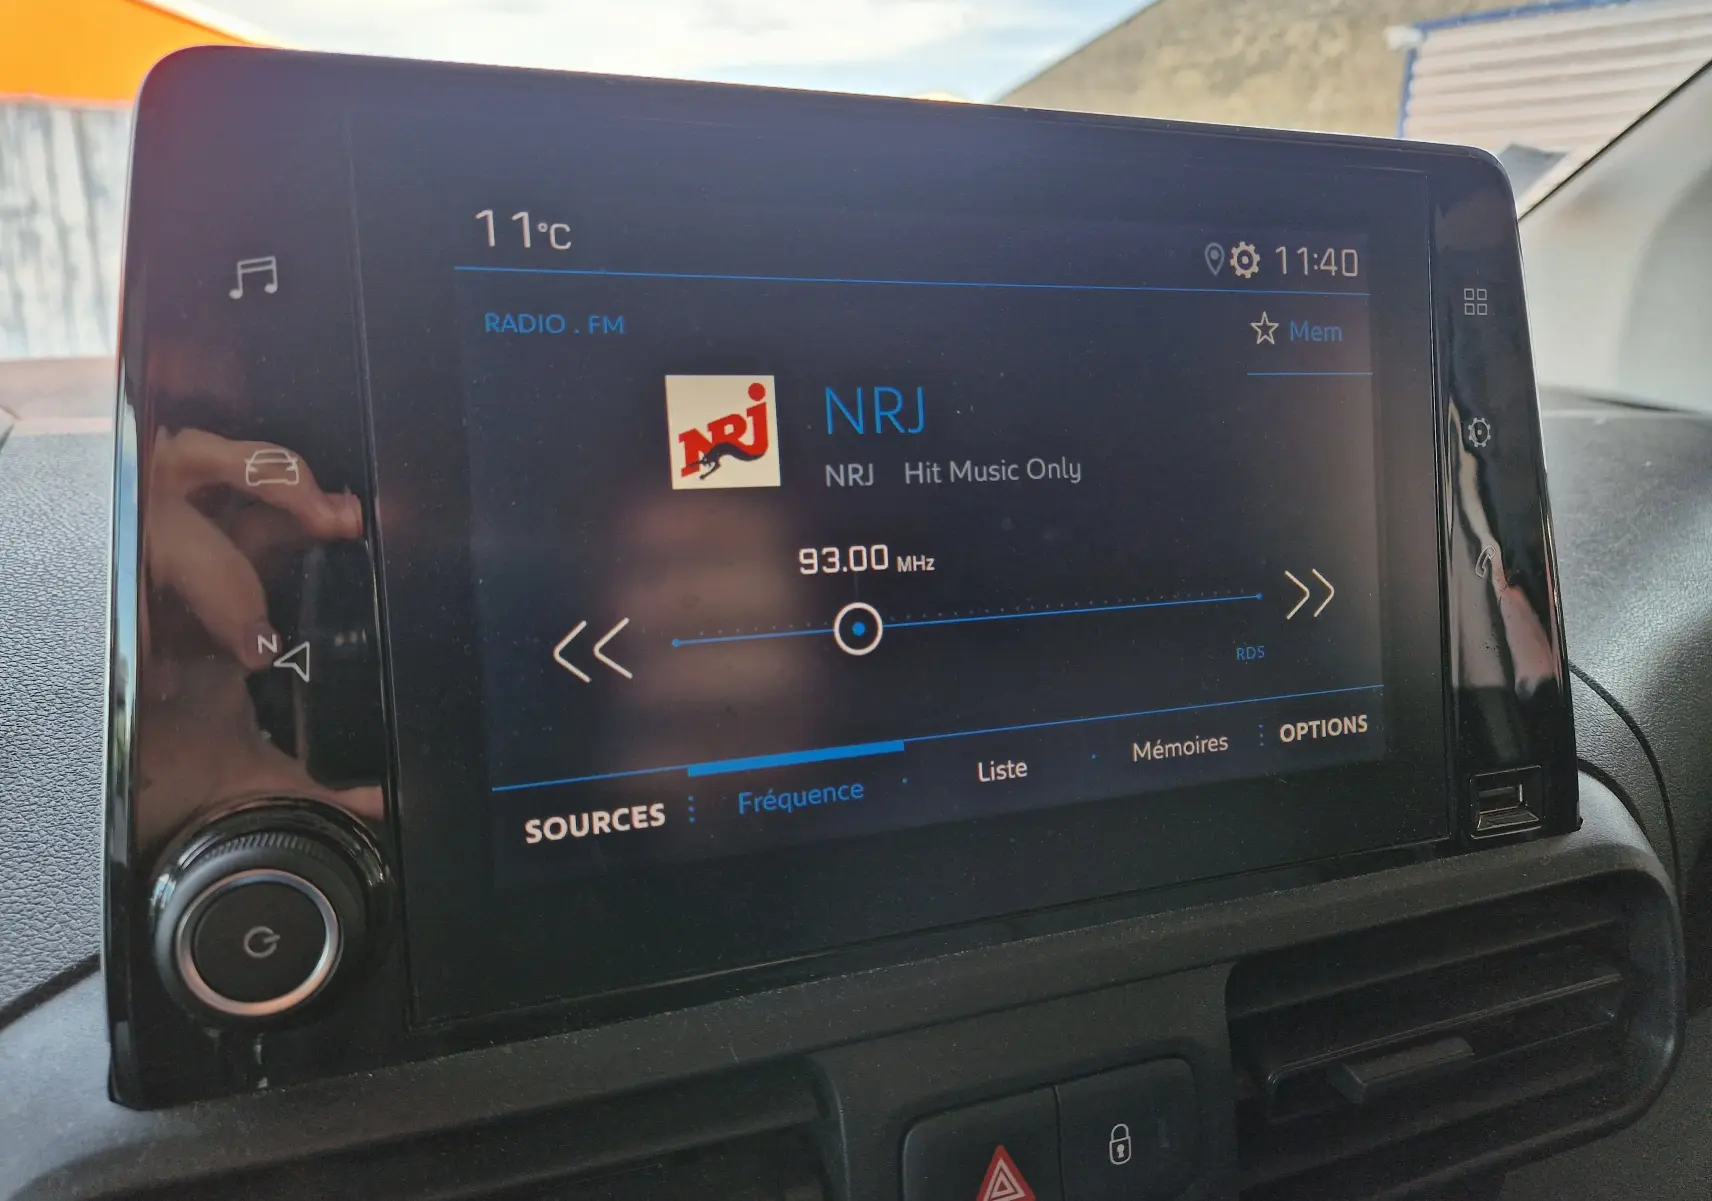 11°C
11:40
RADIO . FM
Mem
NRJ
NRJ
NRJ Hit Music Only
93.00 MHz
RDS
N
SOURCES
Fréquence
Liste
Mémoires
OPTIONS